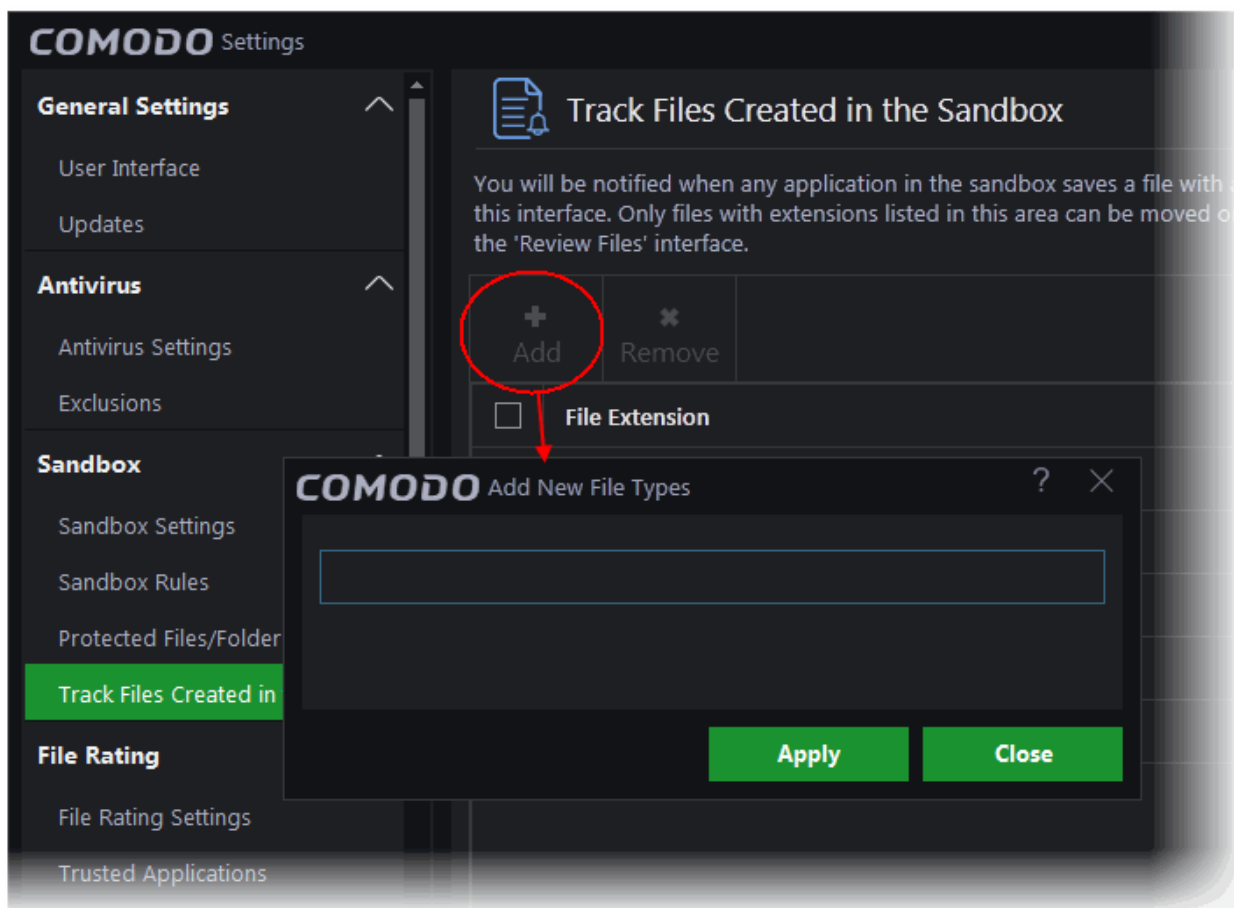 COMODO Settings
General Settings
User Interface
Updates
Antivirus
Antivirus Settings
Exclusions
Sandbox
Sandbox Settings
Sandbox Rules
Protected Files/Folder
Track Files Created in
File Rating
File Rating Settings
Trusted Applications
Track Files Created in the Sandbox
You will be notified when any application in the sandbox saves a file with
this interface. Only files with extensions listed in this area can be moved
the 'Review Files' interface.
Add
Remove
File Extension
COMODO Add New File Types
?
Apply
Close